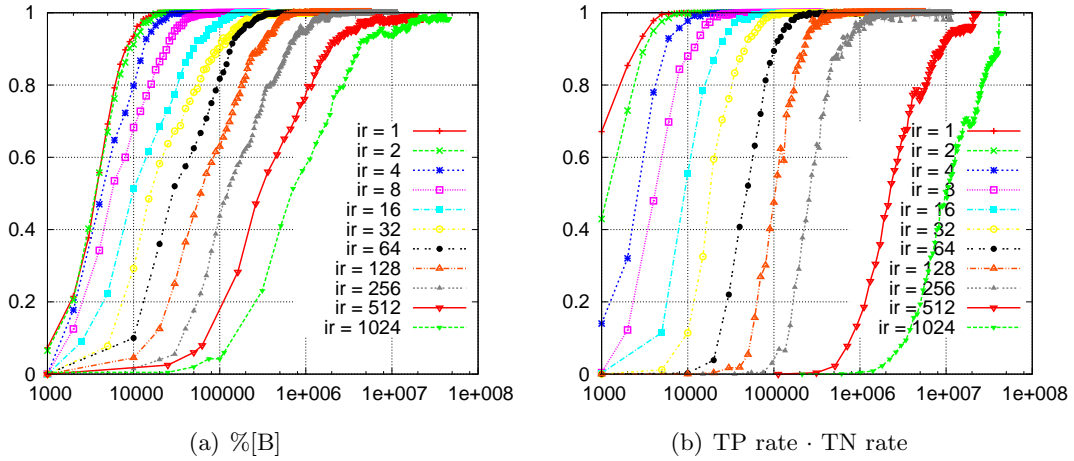 1
0.8
0.6
0.4
0.2
0
1000
10000
100000
1e+006
1e+007
1e+08
ir = 1
ir = 2
ir = 4
ir = 8
ir = 16
ir = 32
ir = 64
ir = 128
ir = 256
ir = 512
ir = 1024
(a) %[B]
1
0.8
0.6
0.4
0.2
0
1000
10000
100000
1e+006
1e+007
1e+008
ir = 1
ir = 2
ir = 4
ir = 8
ir = 16
ir = 32
ir = 64
ir = 128
ir = 256
ir = 512
ir = 1024
(b) TP rate · TN rate